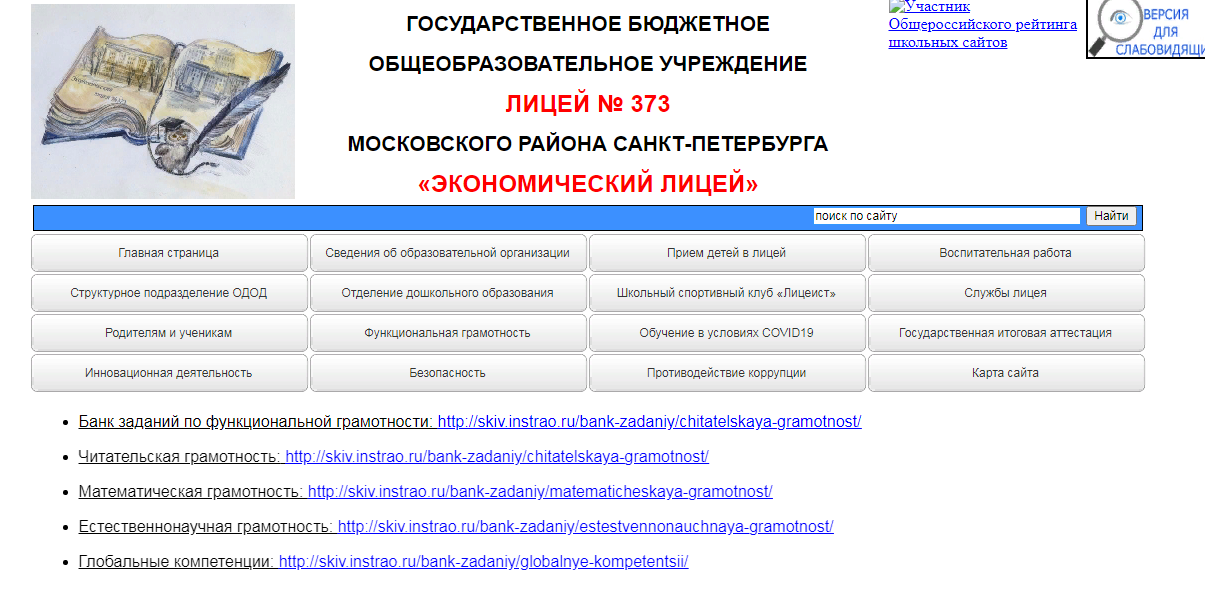 ГОСУДАРСТВЕННОЕ БЮДЖЕТНОЕ
ОБЩЕОБРАЗОВАТЕЛЬНОЕ УЧРЕЖДЕНИЕ
ЛИЦЕЙ № 373
МОСКОВСКОГО РАЙОНА САНКТ-ПЕТЕРБУРГА
«ЭКОНОМИЧЕСКИЙ ЛИЦЕЙ»
Участник
Общероссийского рейтинга
школьных сайтов
ВЕРСИЯ
ДЛЯ
СЛАБОВИДЯЩИ
поиск по сайту Найти
Главная страница Сведения об образовательной организации Прием детей в лицей Воспитательная работа
Структурное подразделение ОДОД Отделение дошкольного образования Школьный спортивный клуб «Лицеист» Службы лицея
Родителям и ученикам Функциональная грамотность Обучение в условиях COVID19 Государственная итоговая аттестация
Инновационная деятельность Безопасность Противодействие коррупции Карта сайта
Банк заданий по функциональной грамотности: http://skiv.instrao.ru/bank-zadaniy/chitatelskaya-gramotnost/
Читательская грамотность: http://skiv.instrao.ru/bank-zadaniy/chitatelskaya-gramotnost/
Математическая грамотность: http://skiv.instrao.ru/bank-zadaniy/matematicheskaya-gramotnost/
Естественнонаучная грамотность: http://skiv.instrao.ru/bank-zadaniy/estestvennonauchnaya-gramotnost/
Глобальные компетенции: http://skiv.instrao.ru/bank-zadaniy/globalnye-kompetentsii/